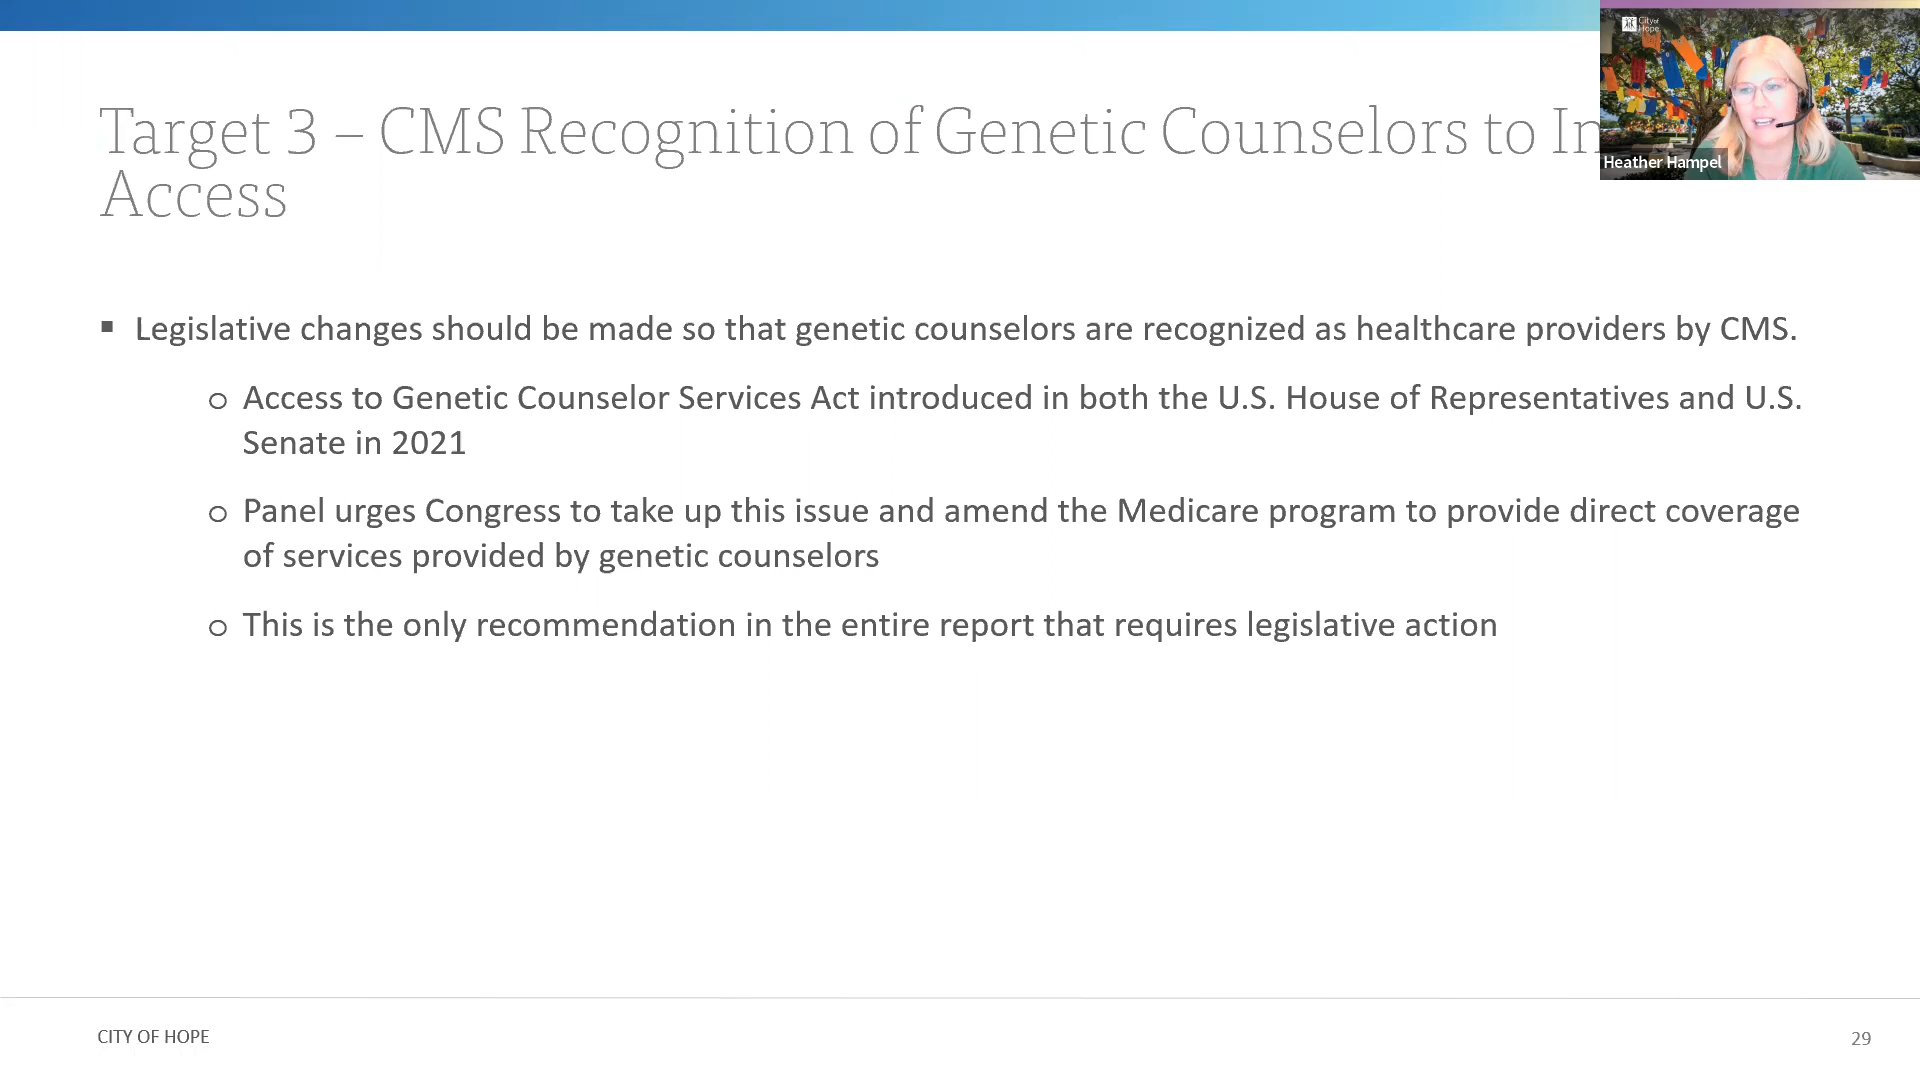 City of
Hope
Target 3 – CMS Recognition of Genetic Counselors to In
Access
Heather Hampel
▪ Legislative changes should be made so that genetic counselors are recognized as healthcare providers by CMS.
o Access to Genetic Counselor Services Act introduced in both the U.S. House of Representatives and U.S.
Senate in 2021
o Panel urges Congress to take up this issue and amend the Medicare program to provide direct coverage
of services provided by genetic counselors
o This is the only recommendation in the entire report that requires legislative action
CITY OF HOPE
29